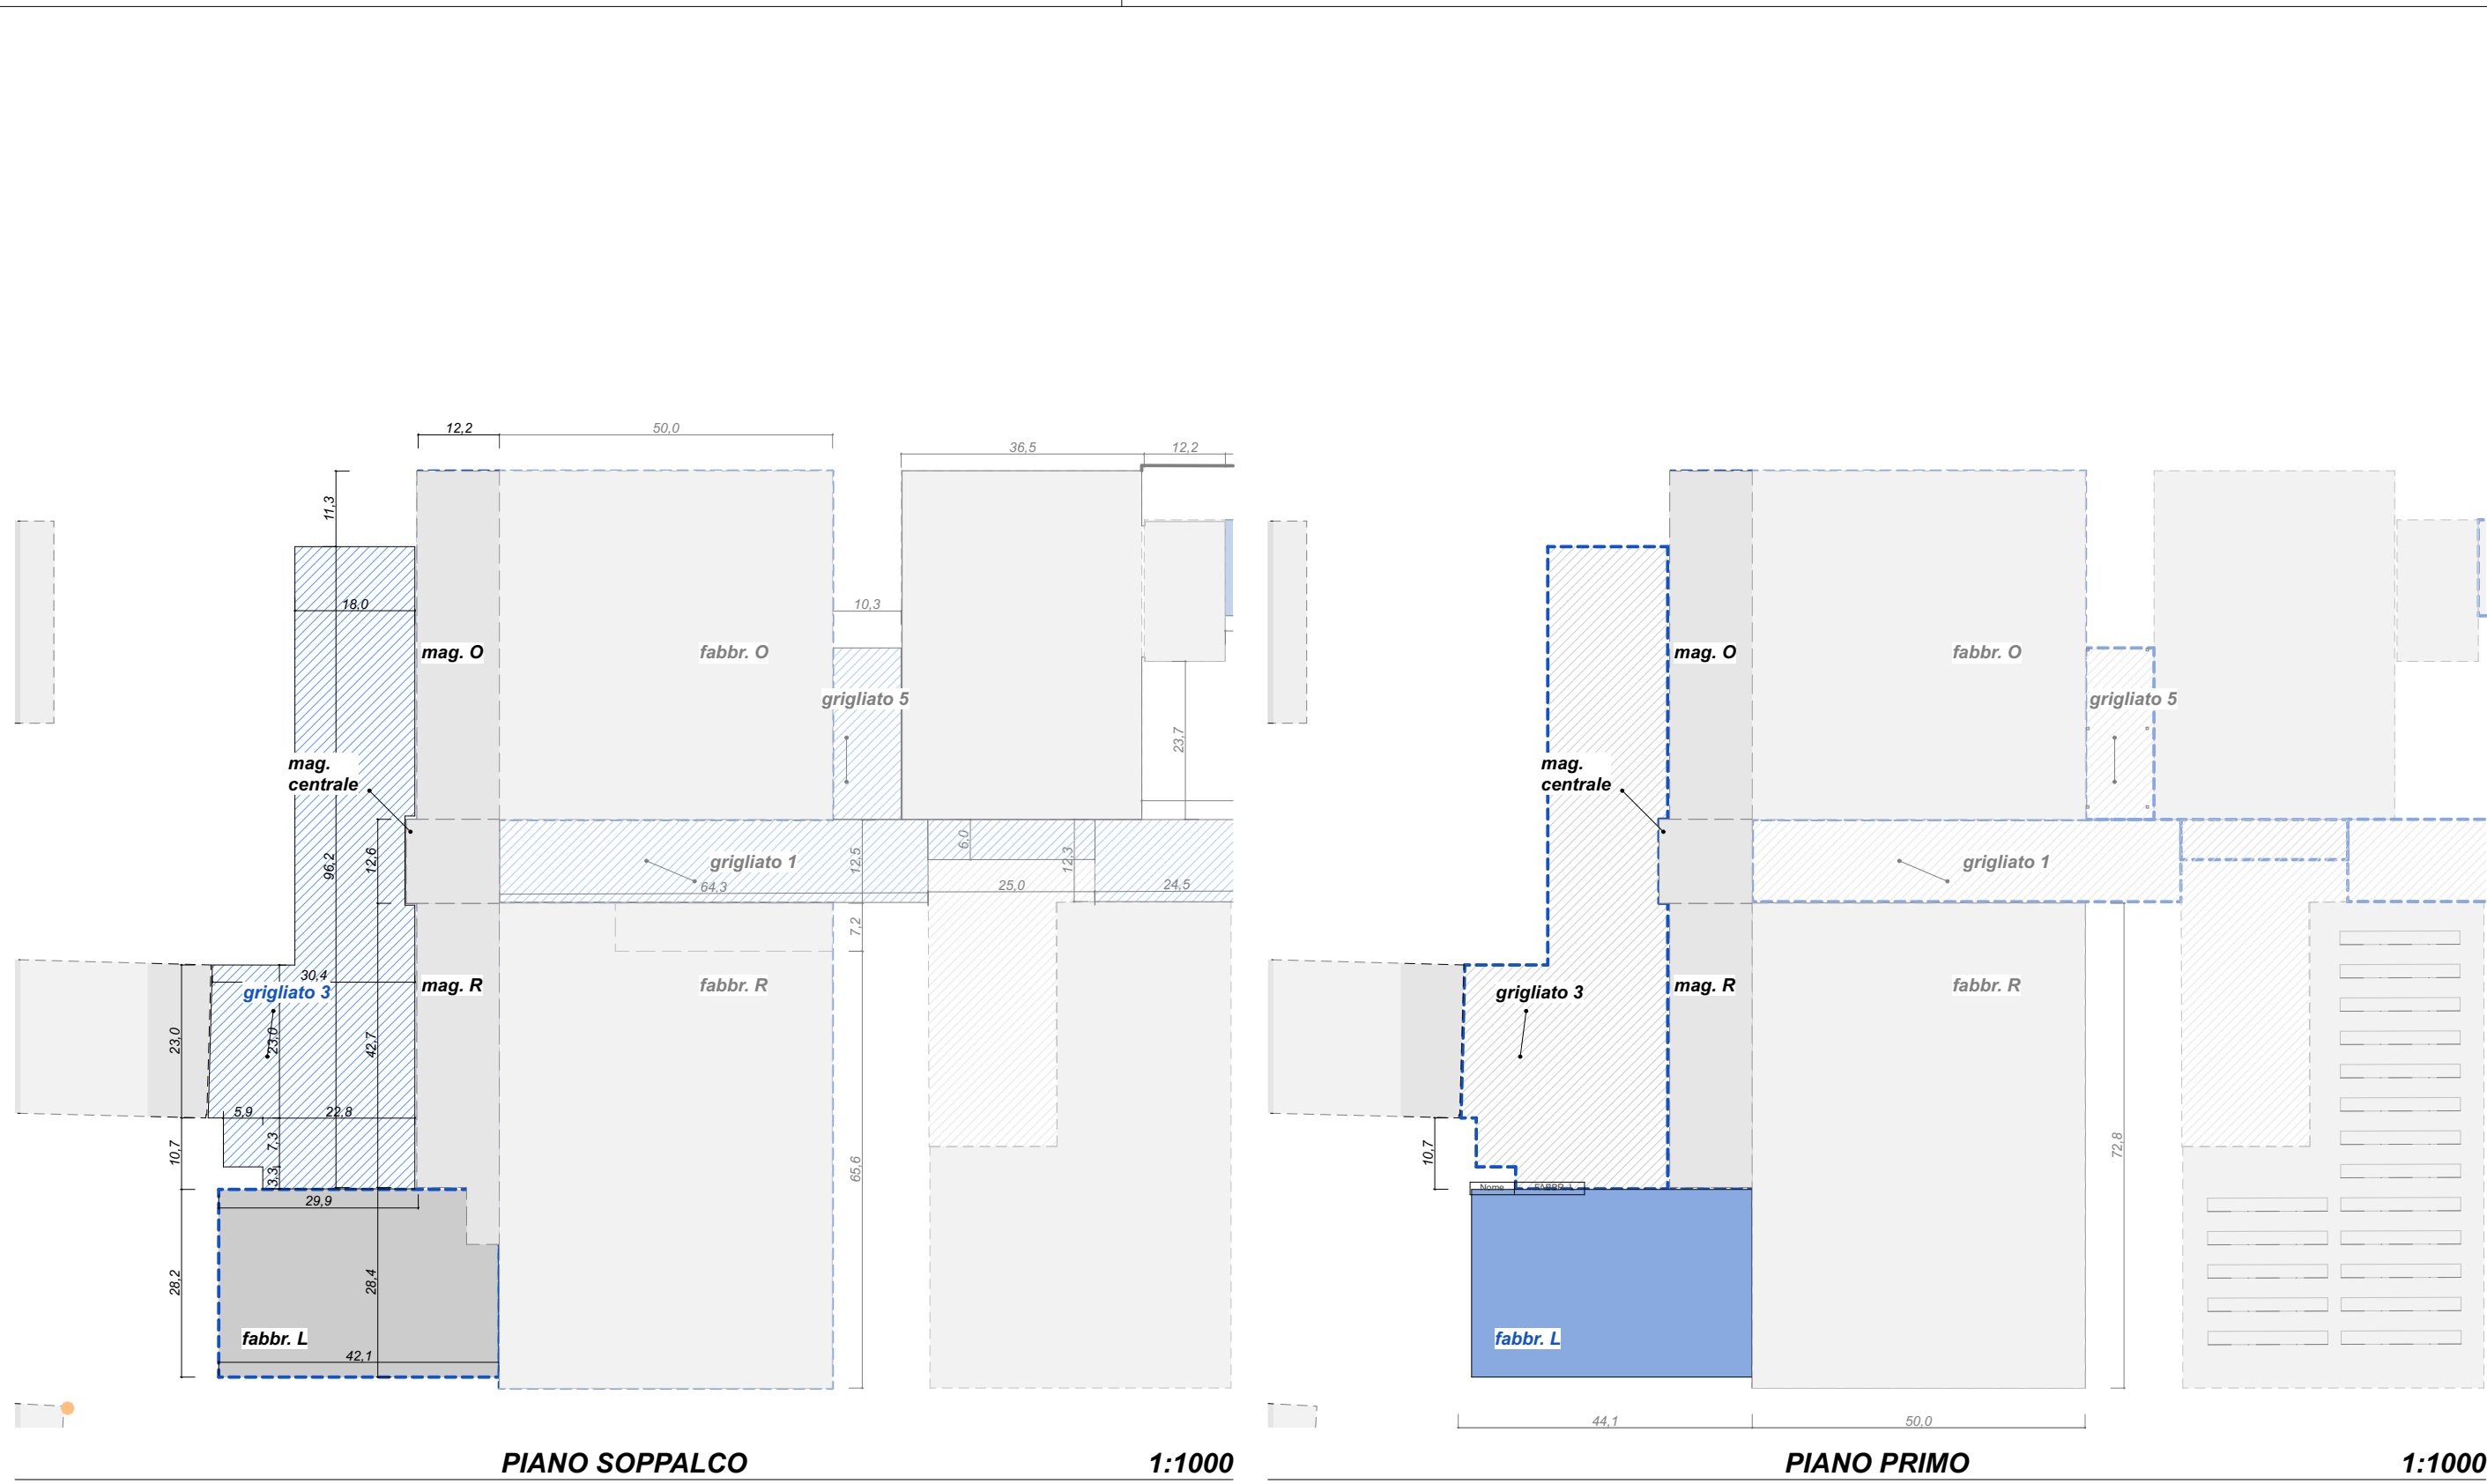 12,2
50,0
36,5
12,2
11,3
18,0
10,3
mag. O
fabbr. O
grigliato 5
23,7
mag.
centrale
96,2
12,6
grigliato 1
64,3
12,5
6,0
12,3
25,0
24,5
7,2
30,4
grigliato 3
mag. R
fabbr. R
23,0
23,0
42,7
5,9
22,8
10,7
7,3
3,3
65,6
29,9
28,2
28,4
fabbr. L
42,1
PIANO SOPPALCO
1:1000
mag. O
fabbr. O
grigliato 5
mag.
centrale
grigliato 1
grigliato 3
mag. R
fabbr. R
10,7
72,8
Nome
FABBR. L
fabbr. L
44,1
50,0
PIANO PRIMO
1:1000